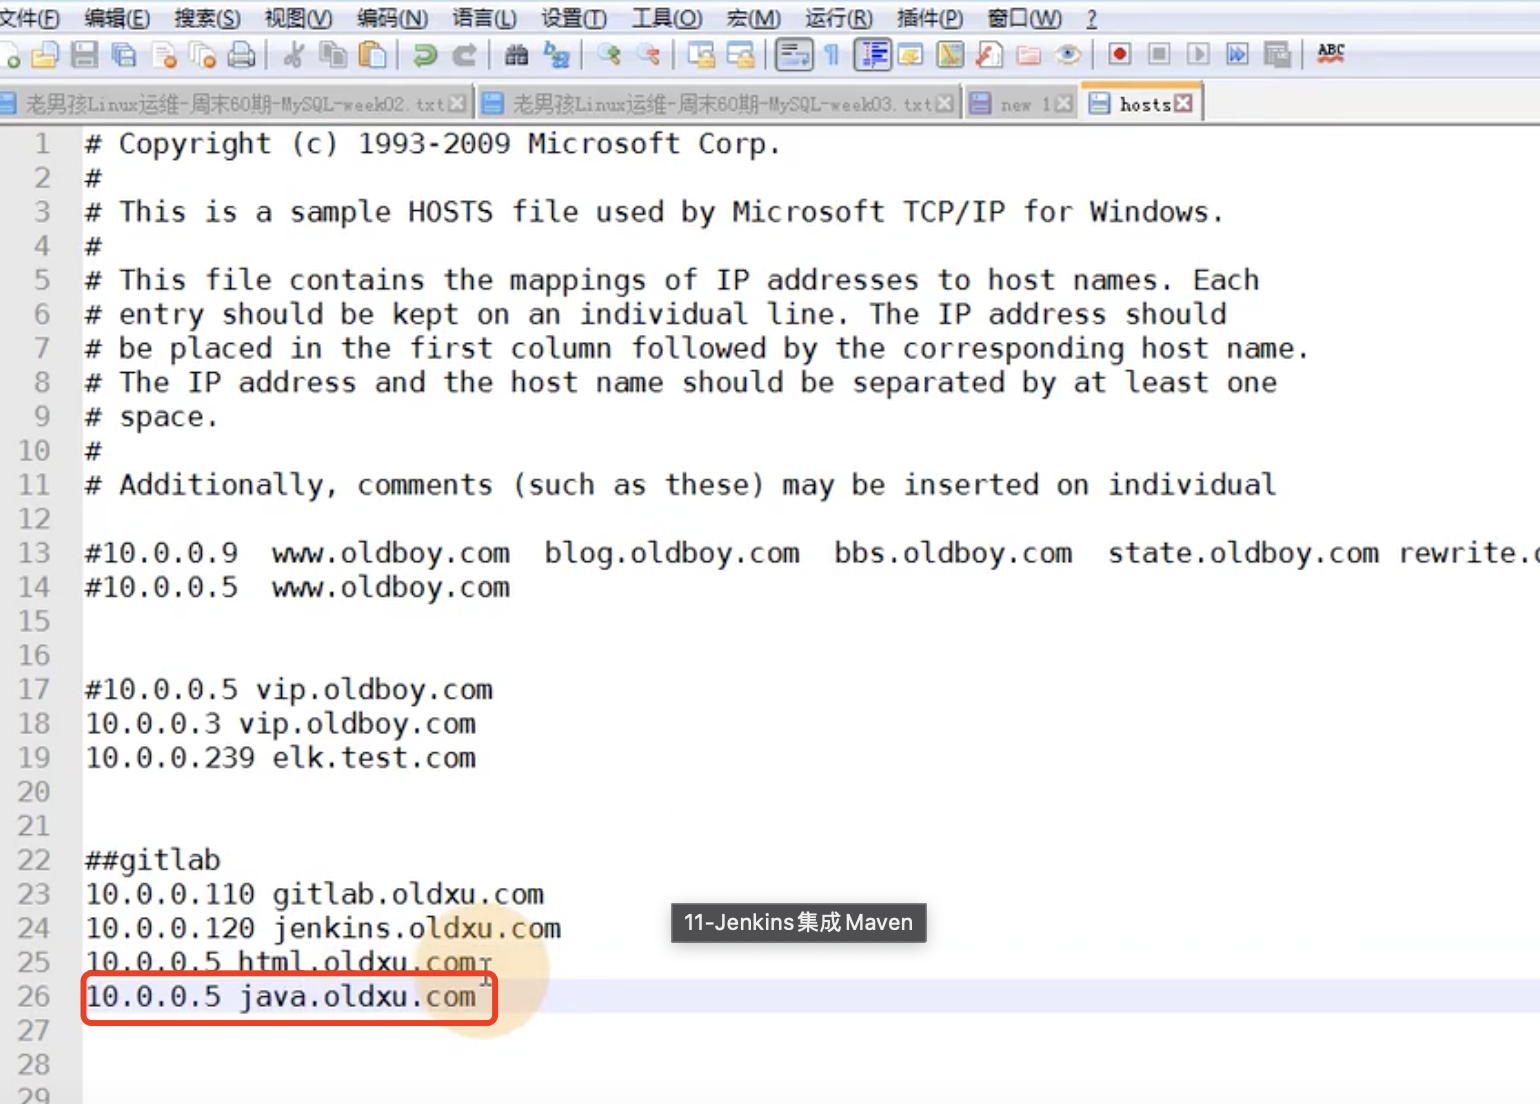 文件(F) 编辑(E) 搜索(S) 视图(V) 编码(N) 语言(L) 设置(T) 工具(O) 宏(M) 运行(R) 插件(P) 窗口(W) ?
ABC
老男孩Linux运维-周末60期-MySQL-week02.txt 老男孩Linux运维-周末60期-MySQL-week03.txt new 1 hosts
1 # Copyright (c) 1993-2009 Microsoft Corp.
2 #
3 # This is a sample HOSTS file used by Microsoft TCP/IP for Windows.
4 #
5 # This file contains the mappings of IP addresses to host names. Each
6 # entry should be kept on an individual line. The IP address should
7 # be placed in the first column followed by the corresponding host name.
8 # The IP address and the host name should be separated by at least one
9 # space.
10 #
11 # Additionally, comments (such as these) may be inserted on individual
12
13 #10.0.0.9  www.oldboy.com  blog.oldboy.com  bbs.oldboy.com  state.oldboy.com rewrite.
14 #10.0.0.5  www.oldboy.com
15
16
17 #10.0.0.5 vip.oldboy.com
18 10.0.0.3 vip.oldboy.com
19 10.0.0.239 elk.test.com
20
21
22 ##gitlab
23 10.0.0.110 gitlab.oldxu.com
24 10.0.0.120 jenkins.oldxu.com
11-Jenkins集成Maven
25 10.0.0.5 html.oldxu.com
26 10.0.0.5 java.oldxu.com
27
28
29